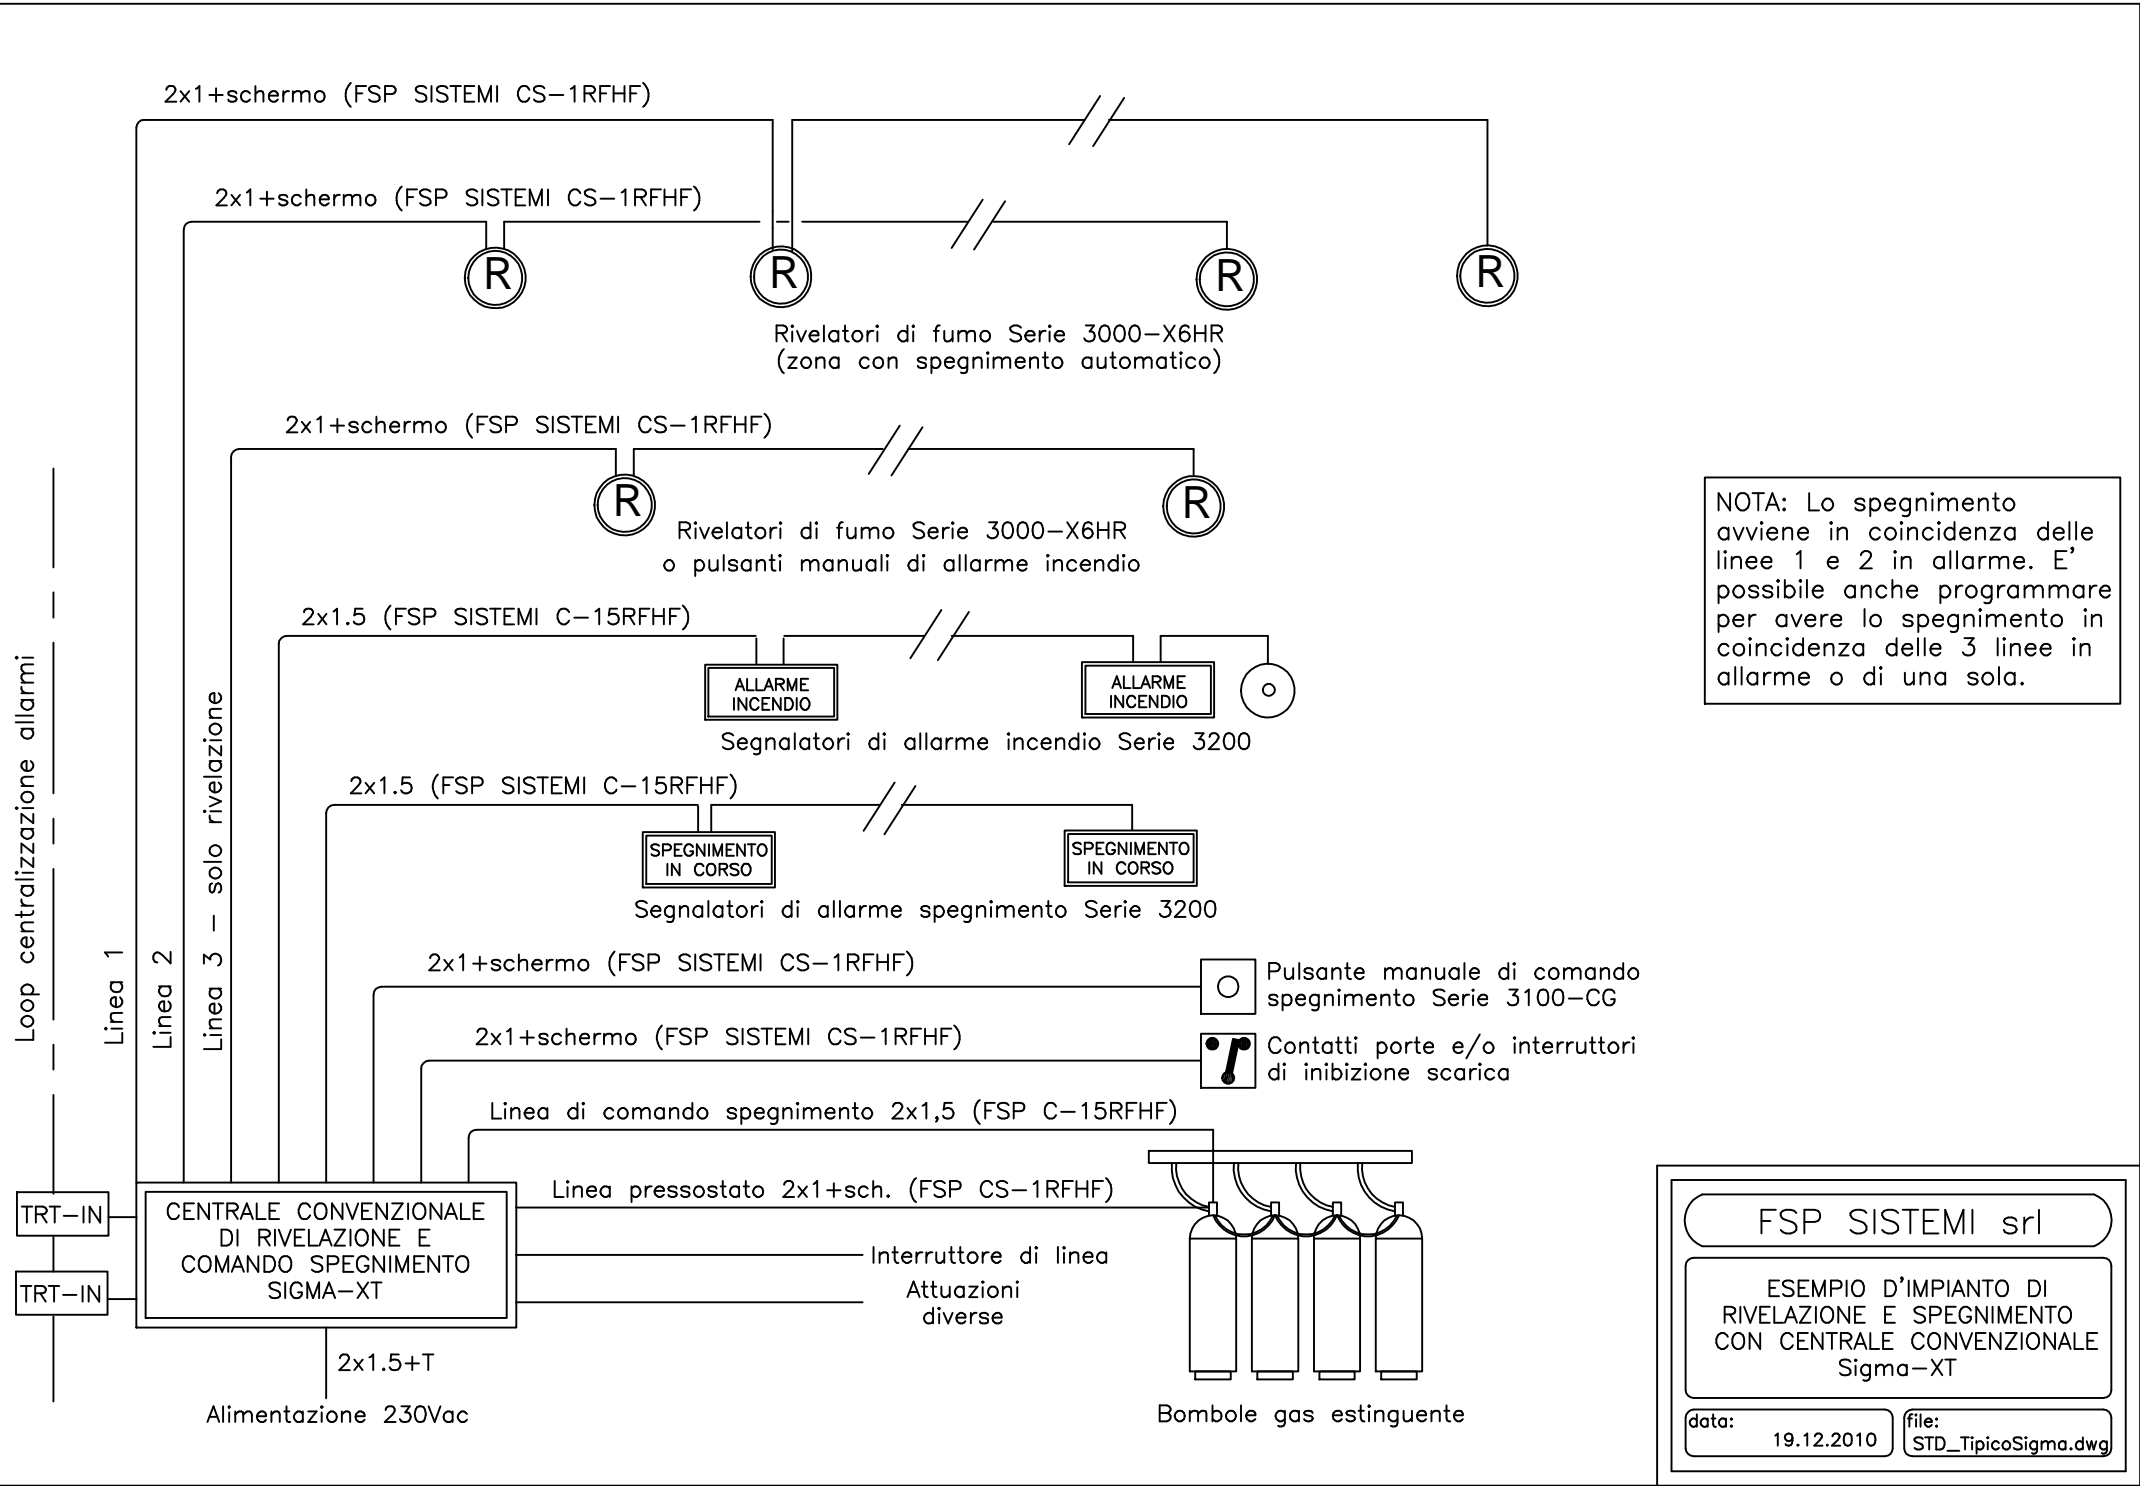 2x1+schermo (FSP SISTEMI CS-1RFHF)
2x1+schermo (FSP SISTEMI CS-1RFHF)
R
R
R
R
Rivelatori di fumo Serie 3000-X6HR
(zona con spegnimento automatico)
2x1+schermo (FSP SISTEMI CS-1RFHF)
R
R
Rivelatori di fumo Serie 3000-X6HR
o pulsanti manuali di allarme incendio
NOTA: Lo spegnimento
avviene in coincidenza delle
linee 1 e 2 in allarme. E'
possibile anche programmare
per avere lo spegnimento in
coincidenza delle 3 linee in
allarme o di una sola.
2x1.5 (FSP SISTEMI C-15RFHF)
ALLARME
INCENDIO
ALLARME
INCENDIO
Segnalatori di allarme incendio Serie 3200
2x1.5 (FSP SISTEMI C-15RFHF)
SPEGNIMENTO
IN CORSO
SPEGNIMENTO
IN CORSO
Segnalatori di allarme spegnimento Serie 3200
Loop centralizzazione allarmi
Linea 1
Linea 2
Linea 3 - solo rivelazione
2x1+schermo (FSP SISTEMI CS-1RFHF)
Pulsante manuale di comando
spegnimento Serie 3100-CG
2x1+schermo (FSP SISTEMI CS-1RFHF)
Contatti porte e/o interruttori
di inibizione scarica
Linea di comando spegnimento 2x1,5 (FSP C-15RFHF)
Linea pressostato 2x1+sch. (FSP CS-1RFHF)
TRT-IN
TRT-IN
CENTRALE CONVENZIONALE
DI RIVELAZIONE E
COMANDO SPEGNIMENTO
SIGMA-XT
Interruttore di linea
Attuazioni
diverse
2x1.5+T
Alimentazione 230Vac
Bombole gas estinguente
FSP SISTEMI srl
ESEMPIO D'IMPIANTO DI
RIVELAZIONE E SPEGNIMENTO
CON CENTRALE CONVENZIONALE
Sigma-XT
data:
19.12.2010
file:
STD_TipicoSigma.dwg